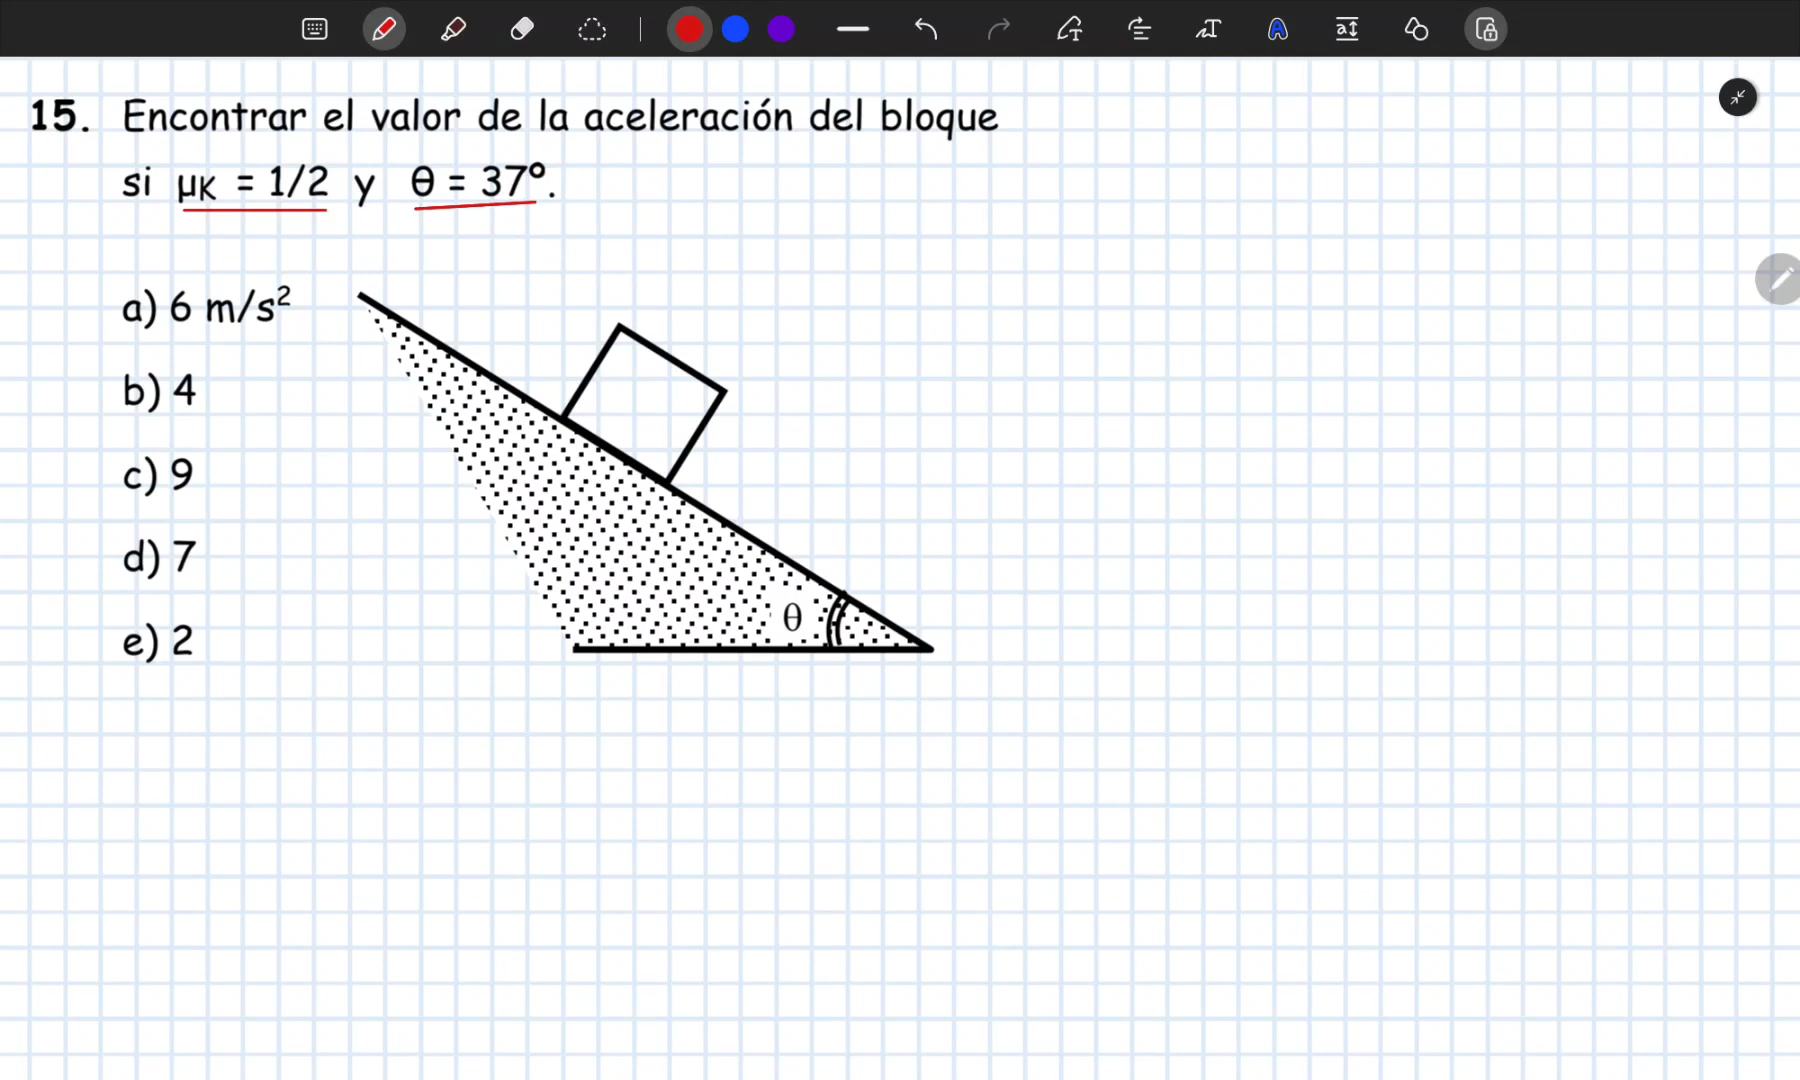 15. Encontrar el valor de la aceleración del bloque
si μK = 1/2 y θ = 37º.
a) 6 m/s²
b) 4
c) 9
d) 7
e) 2
θ